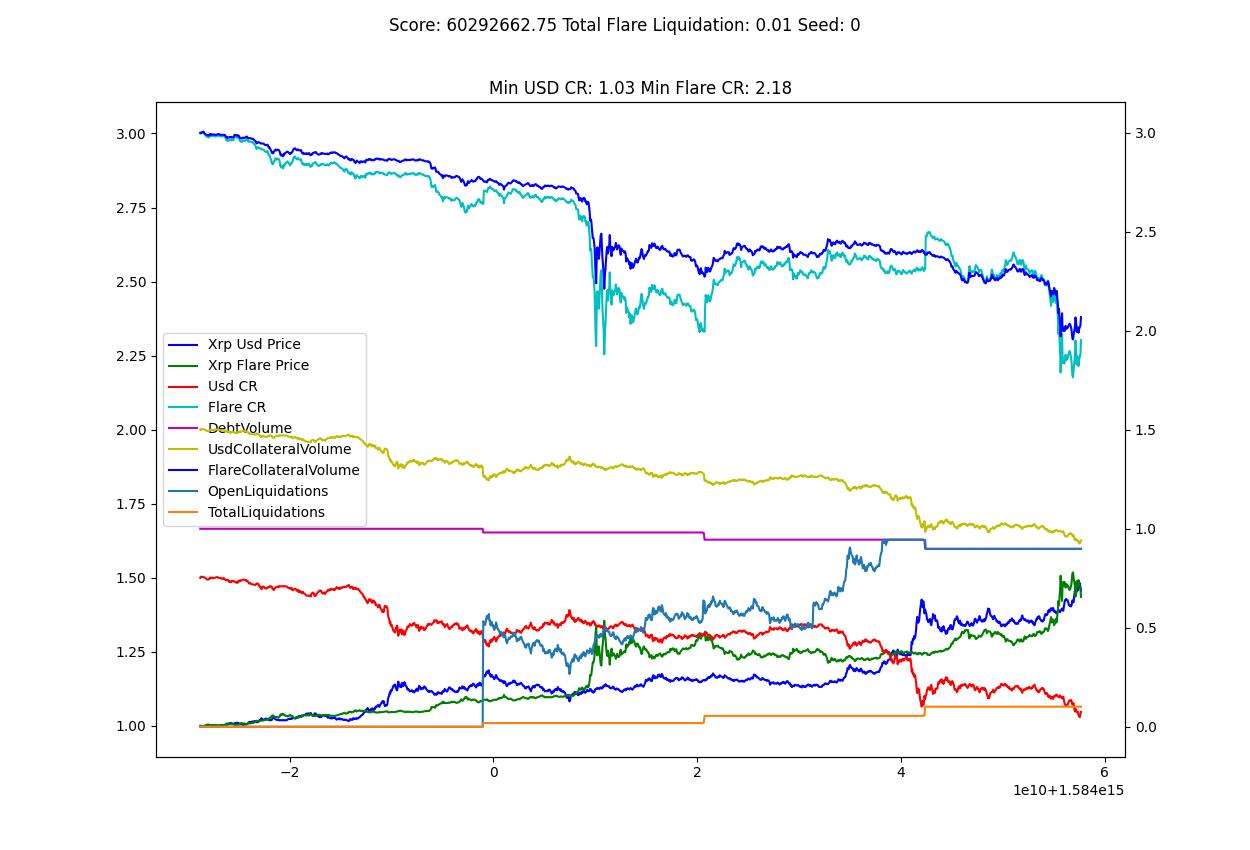 Score: 60292662.75 Total Flare Liquidation: 0.01 Seed: 0
Min USD CR: 1.03 Min Flare CR: 2.18
3.00
2.75
2.50
2.25
2.00
1.75
1.50
1.25
1.00
Xrp Usd Price
Xrp Flare Price
Usd CR
Flare CR
DebtVolume
UsdCollateralVolume
FlareCollateralVolume
OpenLiquidations
TotalLiquidations
3.0
2.5
2.0
1.5
1.0
0.5
0.0
−2 0 2 4 6
1e10+1.584e15